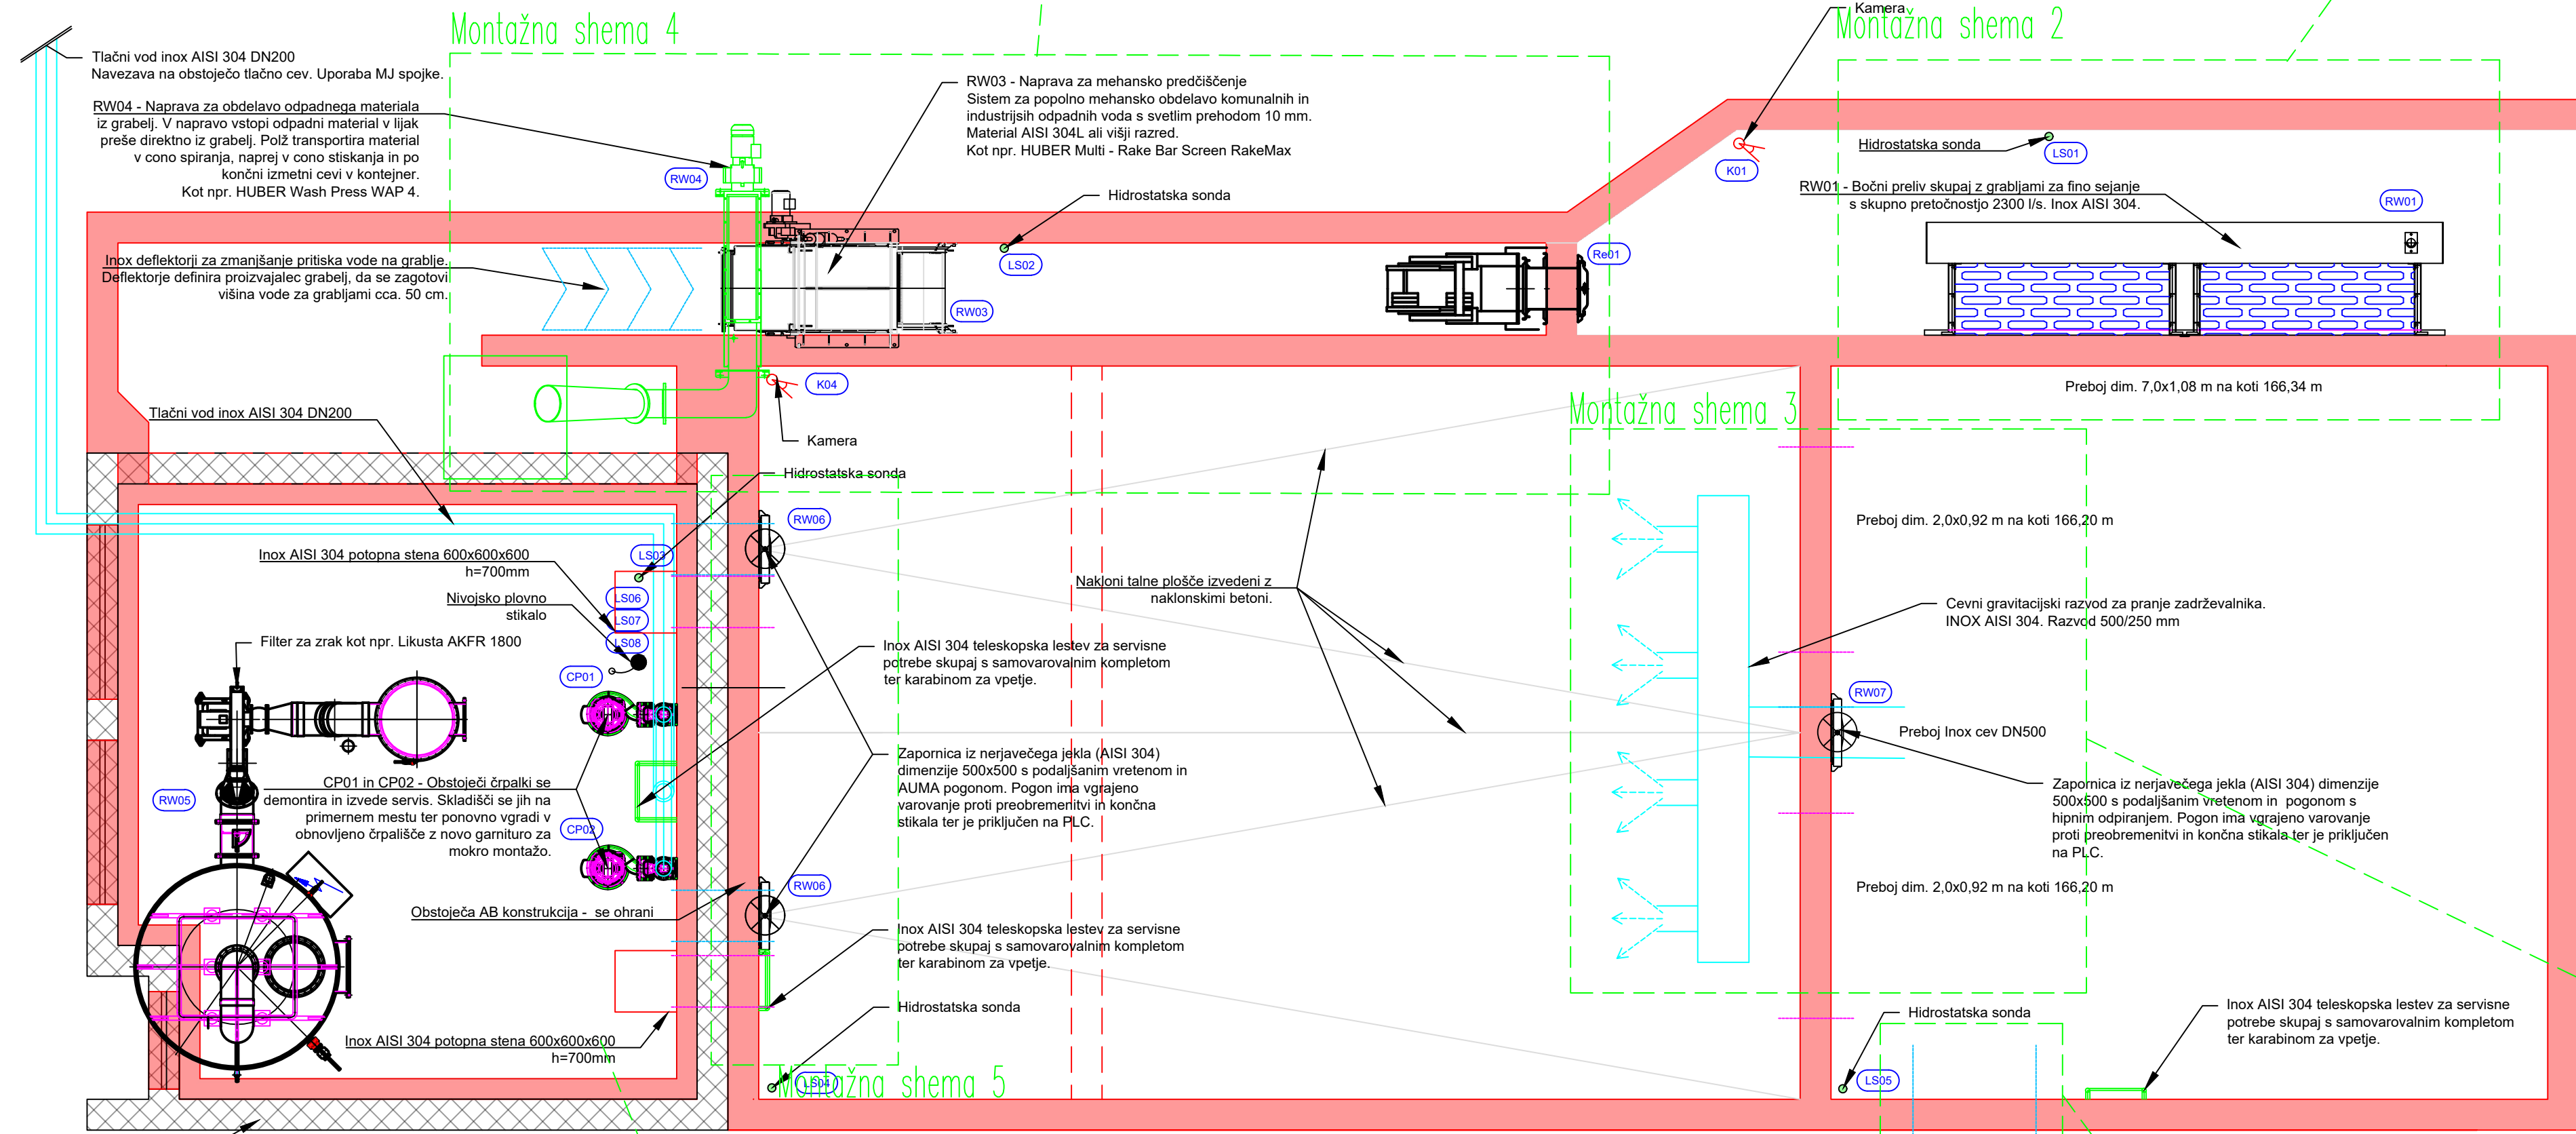 Montažna shema 4
Kamera
Montažna shema 2
Tlačni vod inox AISI 304 DN200
Navezava na obstoječo tlačno cev. Uporaba MJ spojke.
RW04 - Naprava za obdelavo odpadnega materiala
iz grabelj. V napravo vstopi odpadni material v lijak
preše direktno iz grabelj. Polž transportira material
v cono spiranja, naprej v cono stiskanja in po
končni izmetni cevi v kontejner.
Kot npr. HUBER Wash Press WAP 4.
RW04
RW03 - Naprava za mehansko predčiščenje
Sistem za popolno mehansko obdelavo komunalnih in
industrijsih odpadnih voda s svetlim prehodom 10 mm.
Material AISI 304L ali višji razred.
Kot npr. HUBER Multi - Rake Bar Screen RakeMax
Hidrostatska sonda
LS02
K01
Hidrostatska sonda
LS01
RW01 - Bočni preliv skupaj z grabljami za fino sejanje
s skupno pretočnostjo 2300 l/s. Inox AISI 304.
RW01
Inox deflektorji za zmanjšanje pritiska vode na grablje.
Deflektorje definira proizvajalec grabelj, da se zagotovi
višina vode za grabljami cca. 50 cm.
RW03
Re01
K04
Kamera
Preboj dim. 7,0x1,08 m na koti 166,34 m
Montažna shema 3
Tlačni vod inox AISI 304 DN200
Hidrostatska sonda
RW06
Preboj dim. 2,0x0,92 m na koti 166,20 m
Inox AISI 304 potopna stena 600x600x600
h=700mm
LS03
LS06
LS07
LS08
Nivojsko plovno
stikalo
Nakloni talne plošče izvedeni z
naklonskimi betoni.
Cevni gravitacijski razvod za pranje zadrževalnika.
INOX AISI 304. Razvod 500/250 mm
Filter za zrak kot npr. Likusta AKFR 1800
CP01
Inox AISI 304 teleskopska lestev za servisne
potrebe skupaj s samovarovalnim kompletom
ter karabinom za vpetje.
RW07
Preboj Inox cev DN500
RW05
CP01 in CP02 - Obstoječi črpalki se
demontira in izvede servis. Skladišči se jih na
primernem mestu ter ponovno vgradi v
obnovljeno črpališče z novo garnituro za
mokro montažo.
CP02
Zapornica iz nerjavečega jekla (AISI 304)
dimenzije 500x500 s podaljšanim vretenom in
AUMA pogonom. Pogon ima vgrajeno
varovanje proti preobremenitvi in končna
stikala ter je priključen na PLC.
Zapornica iz nerjavečega jekla (AISI 304) dimenzije
500x500 s podaljšanim vretenom in  pogonom s
hipnim odpiranjem. Pogon ima vgrajeno varovanje
proti preobremenitvi in končna stikala ter je priključen
na PLC.
RW06
Preboj dim. 2,0x0,92 m na koti 166,20 m
Obstoječa AB konstrukcija -  se ohrani
Inox AISI 304 teleskopska lestev za servisne
potrebe skupaj s samovarovalnim kompletom
ter karabinom za vpetje.
Hidrostatska sonda
Inox AISI 304 potopna stena 600x600x600
h=700mm
LS04
Montažna shema 5
Hidrostatska sonda
LS05
Inox AISI 304 teleskopska lestev za servisne
potrebe skupaj s samovarovalnim kompletom
ter karabinom za vpetje.